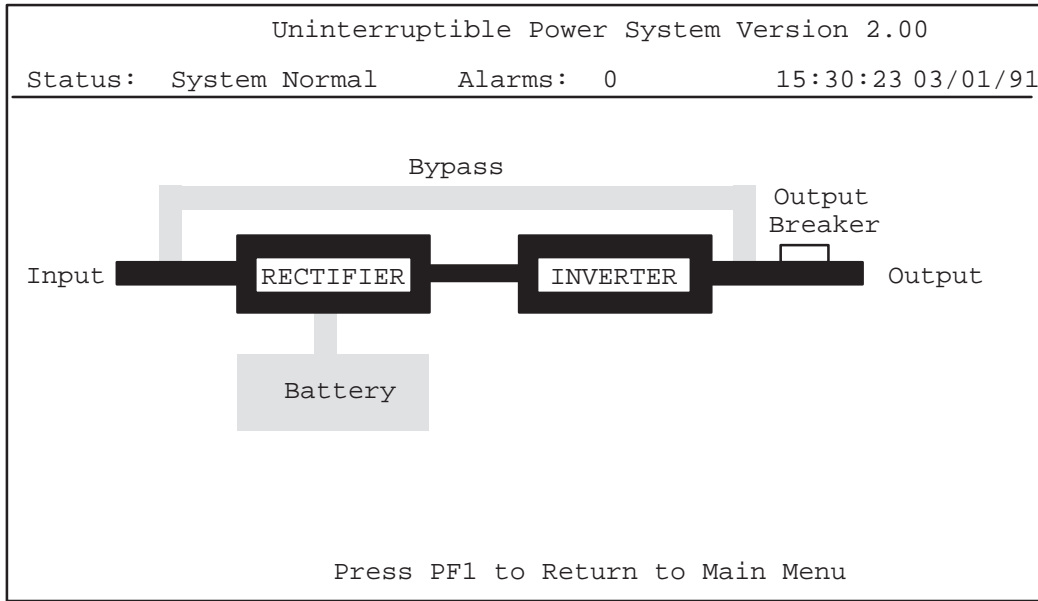 Uninterruptible Power System Version 2.00
Status: System Normal Alarms: 0 15:30:23 03/01/91
Bypass
Output
Breaker
Input RECTIFIER INVERTER Output
Battery
Press PF1 to Return to Main Menu